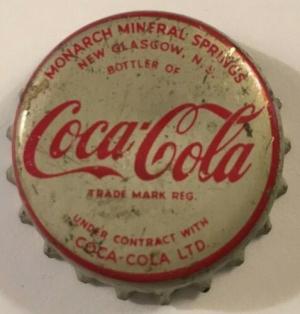 MONARCH MINERAL SPRINGS
NEW GLASGOW, N.S.
BOTTLER OF
Coca-Cola
TRADE MARK REG.
UNDER CONTRACT WITH
COCA-COLA LTD.